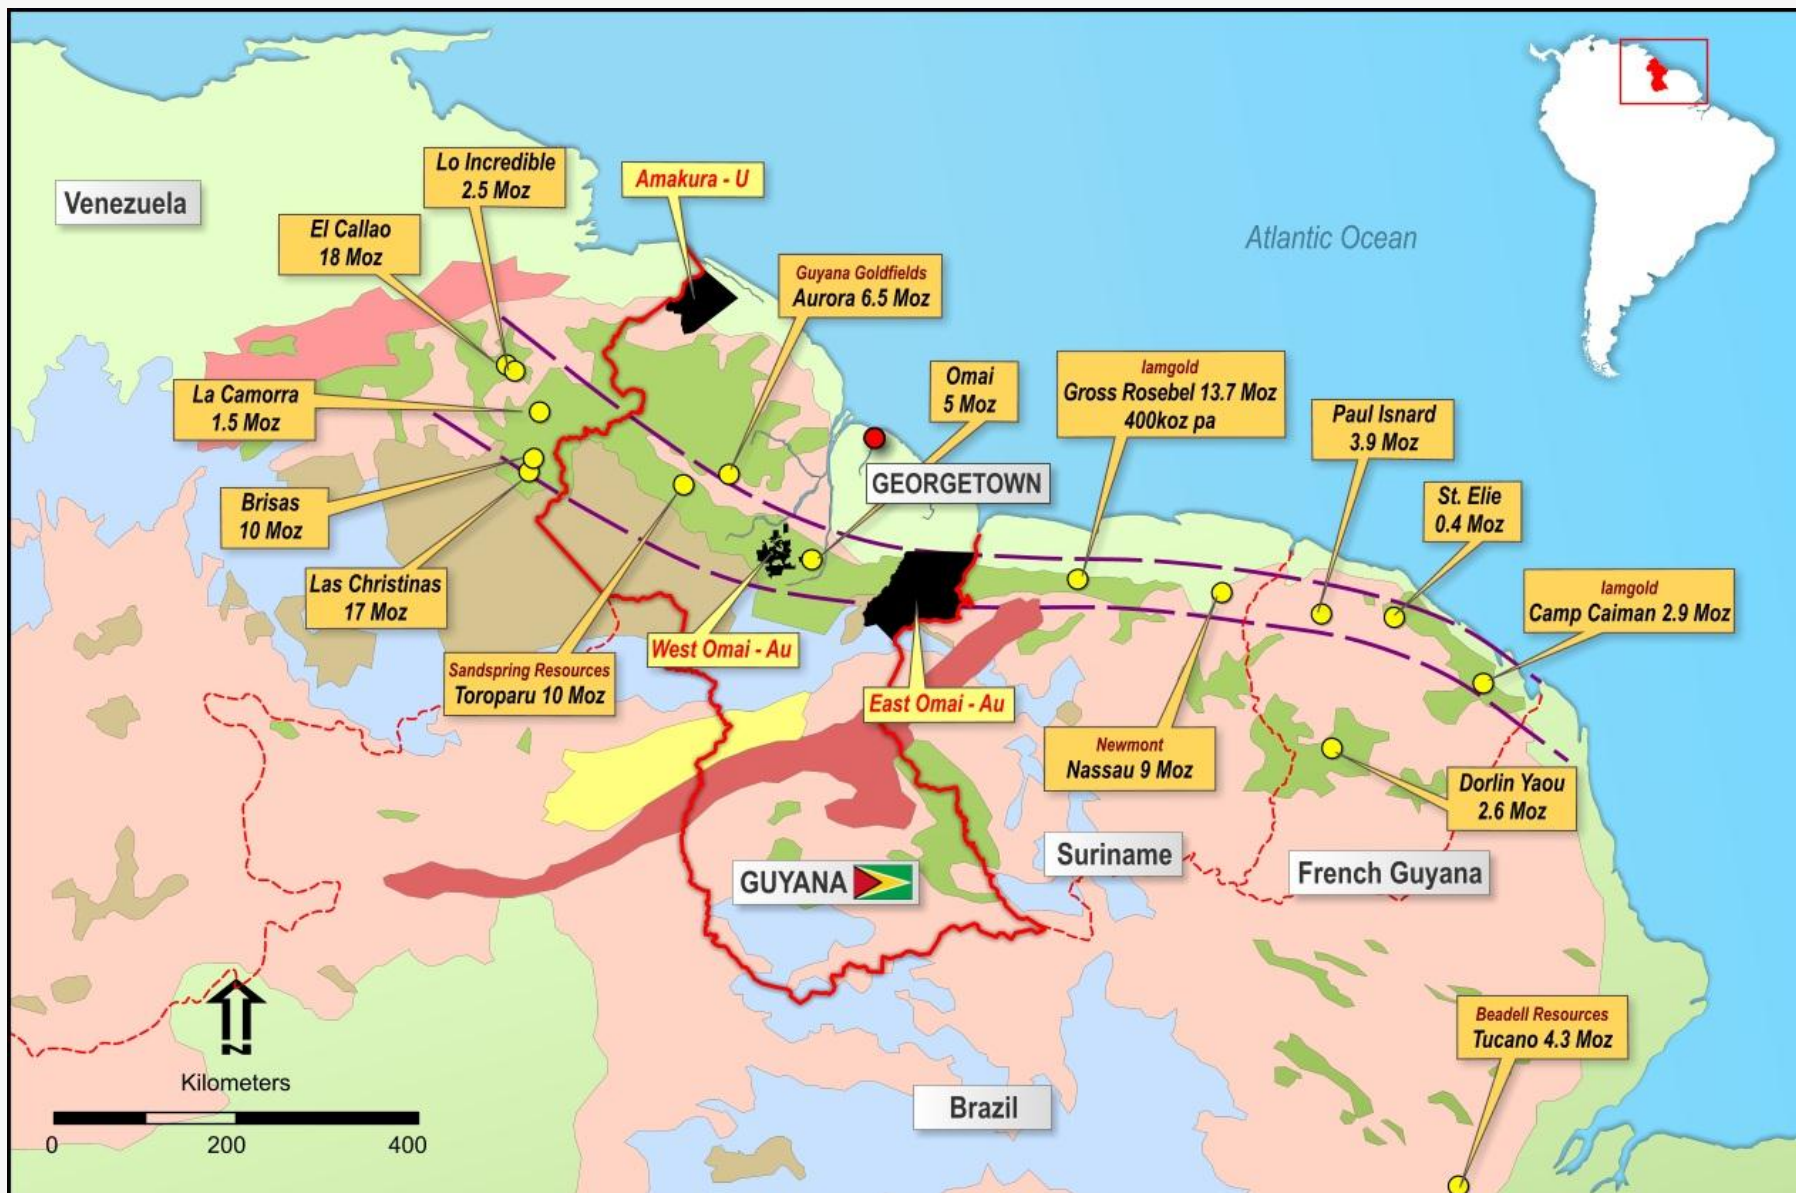 Venezuela
Lo Incredible
2.5 Moz
Amakura - U
El Callao
18 Moz
Atlantic Ocean
Guyana Goldfields
Aurora 6.5 Moz
La Camorra
1.5 Moz
Omai
5 Moz
Iamgold
Gross Rosebel 13.7 Moz
400koz pa
Paul Isnard
3.9 Moz
GEORGETOWN
St. Elie
0.4 Moz
Brisas
10 Moz
Las Christinas
17 Moz
Iamgold
Camp Caiman 2.9 Moz
West Omai - Au
Sandspring Resources
Toroparu 10 Moz
East Omai - Au
Newmont
Nassau 9 Moz
Dorlin Yaou
2.6 Moz
GUYANA
Suriname
French Guyana
Beadell Resources
Tucano 4.3 Moz
N
Kilometers
0 200 400
Brazil